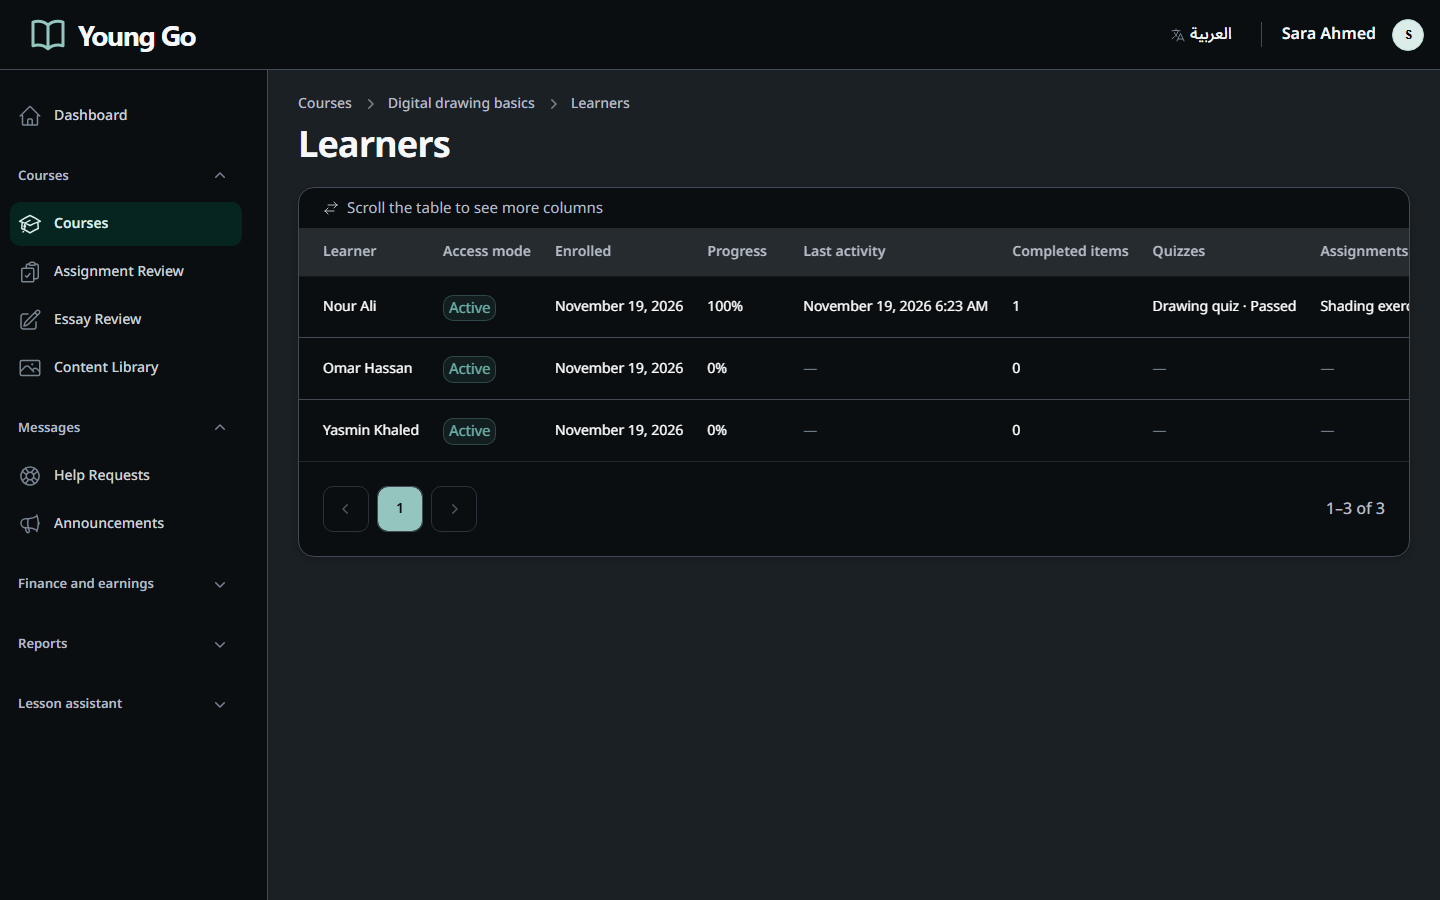 Young Go
العربية
Sara Ahmed
S
Dashboard
Courses
Courses
Assignment Review
Essay Review
Content Library
Messages
Help Requests
Announcements
Finance and earnings
Reports
Lesson assistant
Courses > Digital drawing basics > Learners
Learners
Scroll the table to see more columns
Learner Access mode Enrolled Progress Last activity Completed items Quizzes Assignments
Nour Ali Active November 19, 2026 100% November 19, 2026 6:23 AM 1 Drawing quiz · Passed Shading exerc
Omar Hassan Active November 19, 2026 0% — 0 — —
Yasmin Khaled Active November 19, 2026 0% — 0 — —
1
1–3 of 3